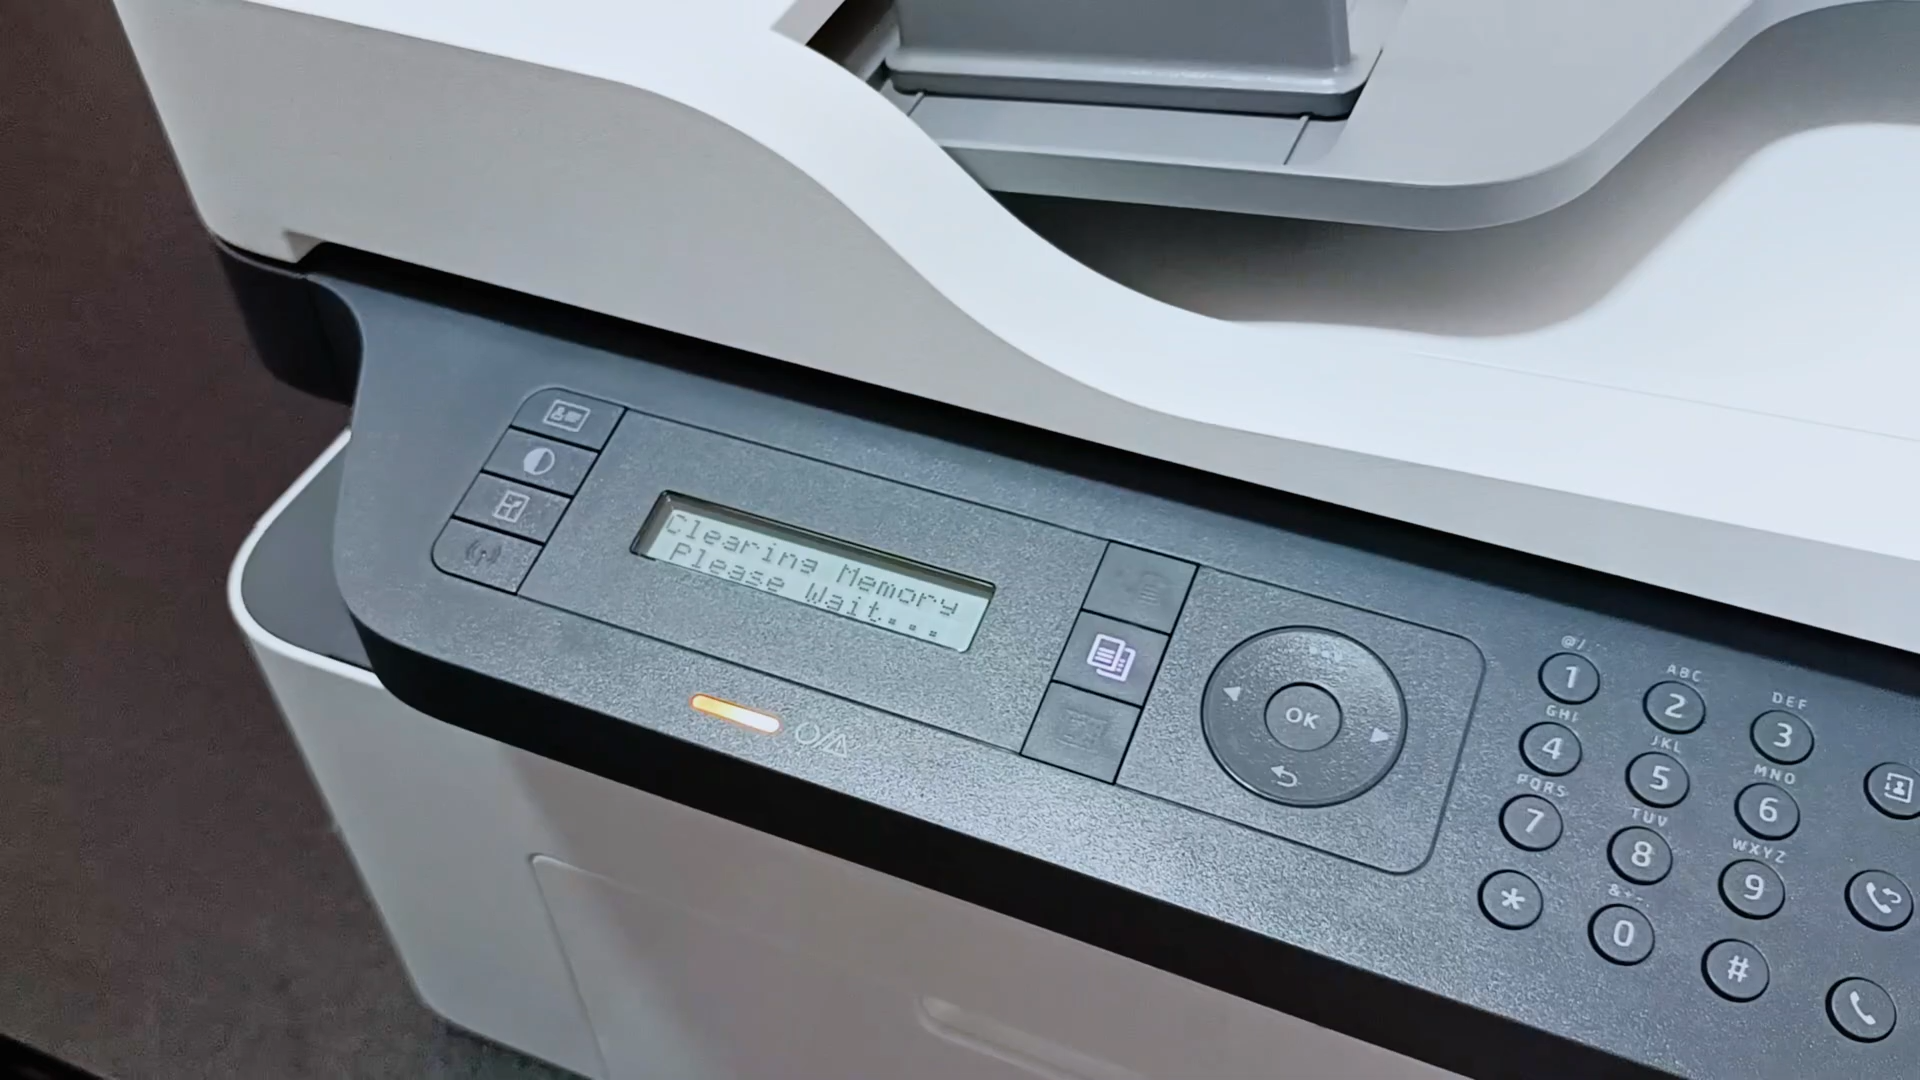 Clearing Memory
Please Wait...
OK
@/.
1
ABC
2
DEF
3
GHI
4
JKL
5
MNO
6
PQRS
7
TUV
8
WXYZ
9
*
0
#